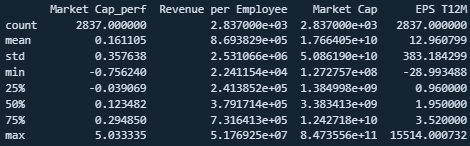 Market Cap_perf Revenue per Employee Market Cap EPS T12M
count 2837.000000 2.837000e+03 2.837000e+03 2837.000000
mean 0.161105 8.693829e+05 1.766405e+10 12.960799
std 0.357638 2.531066e+06 5.086190e+10 383.184299
min -0.756240 2.241154e+04 1.272757e+08 -28.993488
25% -0.039069 2.413852e+05 1.384998e+09 0.960000
50% 0.123482 3.791714e+05 3.383413e+09 1.950000
75% 0.294850 7.316413e+05 1.242718e+10 3.520000
max 5.033335 5.176925e+07 8.473556e+11 15514.000732